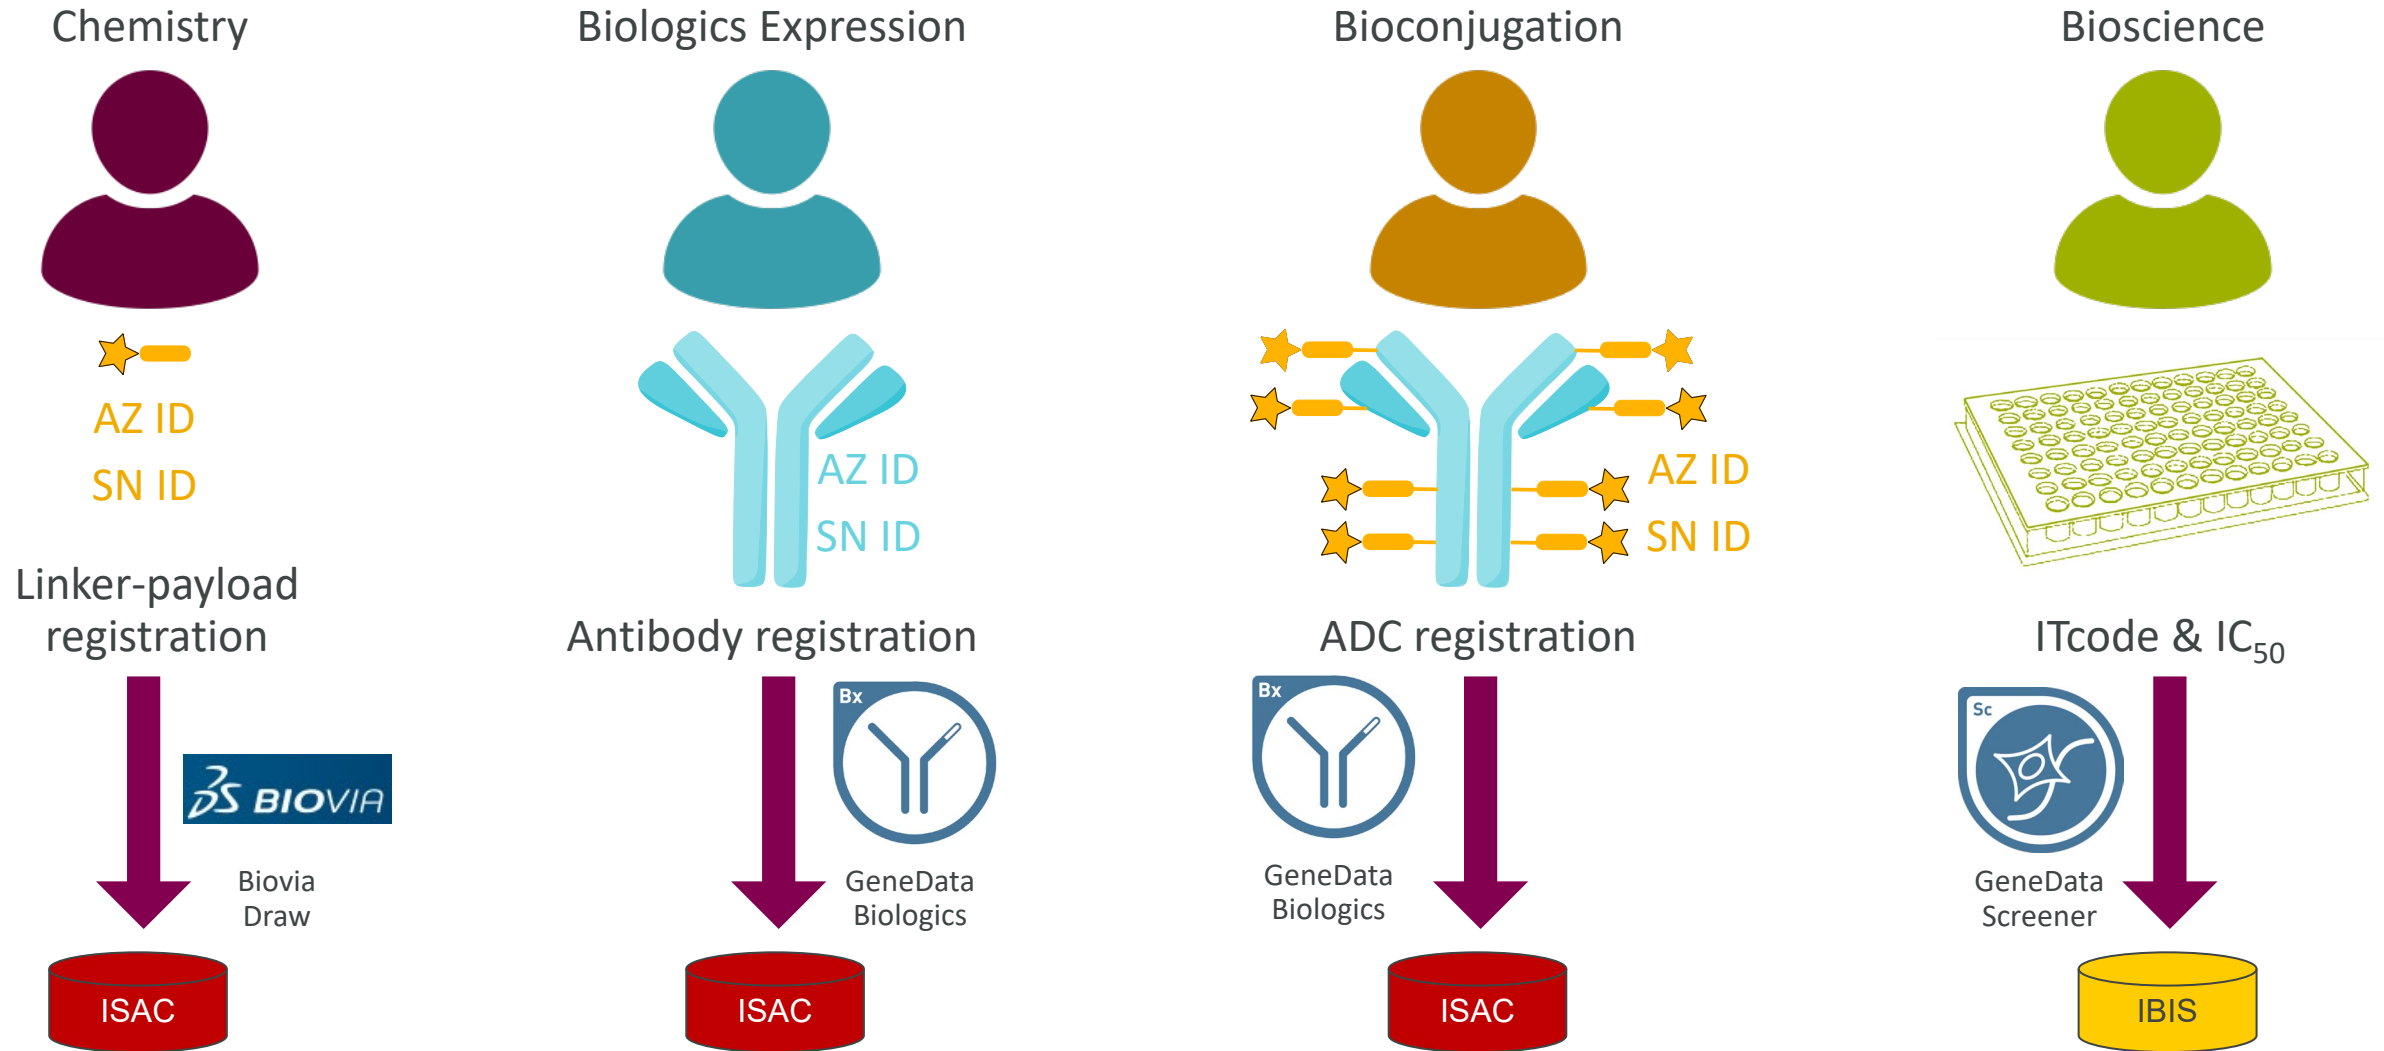 Chemistry
Biologics Expression
Bioconjugation
Bioscience
AZ ID
SN ID
AZ ID
SN ID
AZ ID
SN ID
Linker-payload
registration
Antibody registration
ADC registration
ITcode & IC50
Bx
Bx
Sc
BIOVIA
Biovia
Draw
GeneData
Biologics
GeneData
Biologics
GeneData
Screener
ISAC
ISAC
ISAC
IBIS